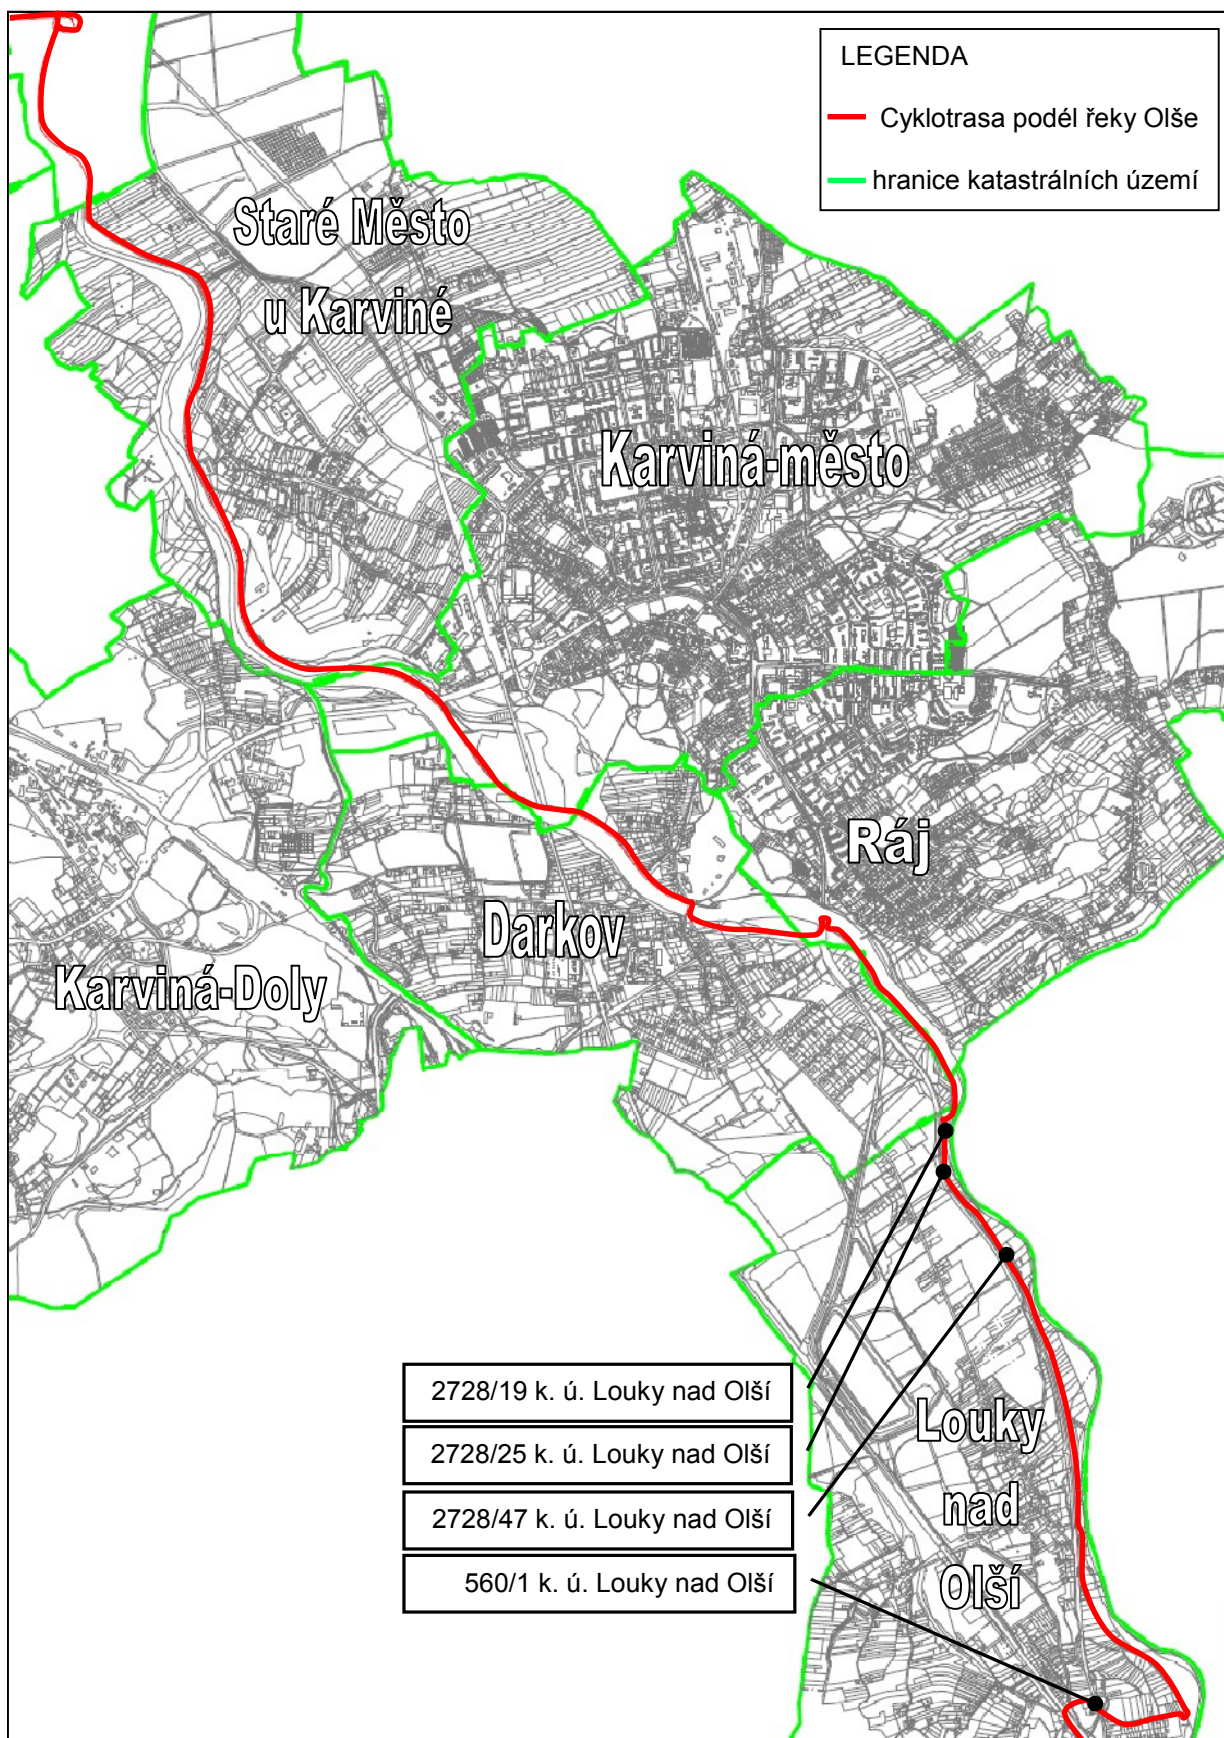 LEGENDA
Cyklotrasa podél řeky Olše
hranice katastrálních území
Staré Město
u Karviné
Karviná-město
Ráj
Darkov
Karviná-Doly
2728/19 k. ú. Louky nad Olší
2728/25 k. ú. Louky nad Olší
2728/47 k. ú. Louky nad Olší
560/1 k. ú. Louky nad Olší
Louky
nad
Olší